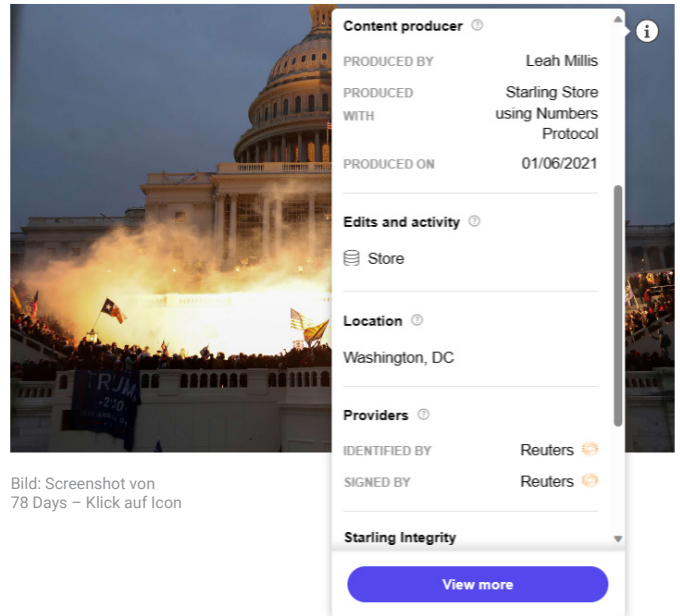 Content producer
PRODUCED BY Leah Millis
PRODUCED WITH Starling Store
using Numbers
Protocol
PRODUCED ON 01/06/2021
Edits and activity
Store
Location
Washington, DC
Providers
IDENTIFIED BY Reuters
SIGNED BY Reuters
Starling Integrity
View more
TRUMP
Bild: Screenshot von
78 Days – Klick auf Icon